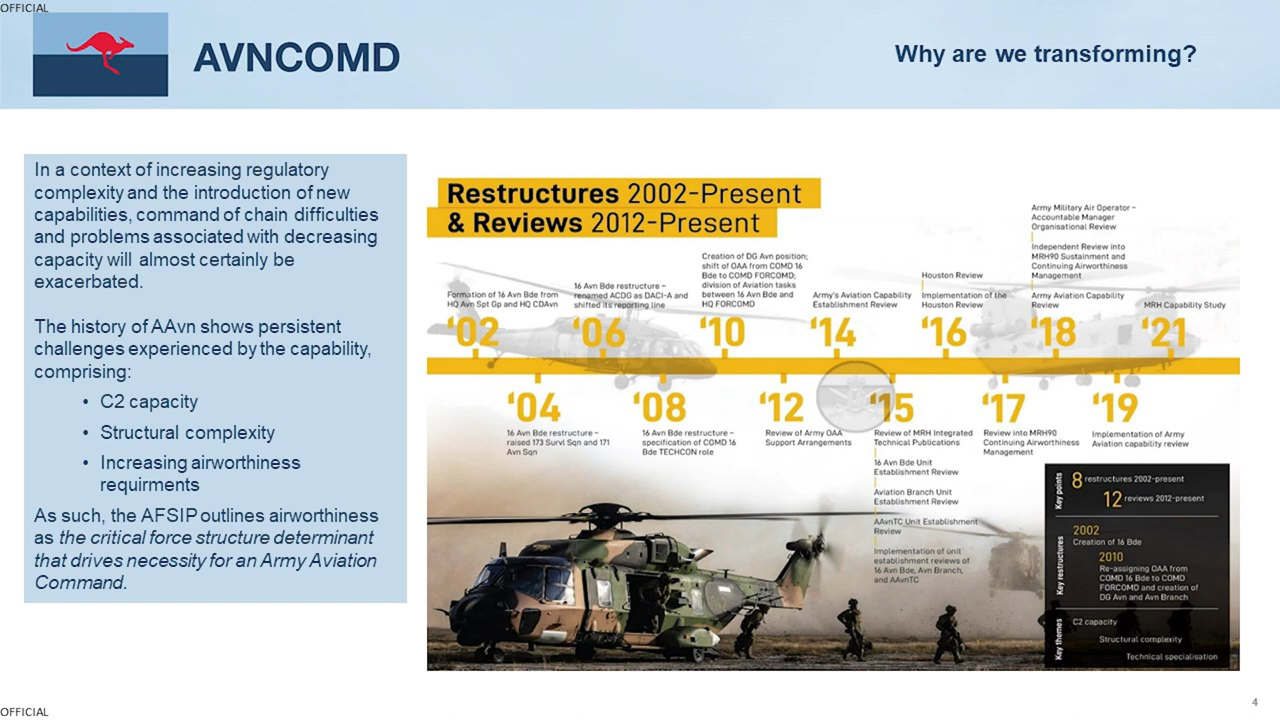 OFFICIAL
AVNCOMD
Why are we transforming?
In a context of increasing regulatory
complexity and the introduction of new
capabilities, command of chain difficulties
and problems associated with decreasing
capacity will almost certainly be
exacerbated.
The history of AAvn shows persistent
challenges experienced by the capability,
comprising:
• C2 capacity
• Structural complexity
• Increasing airworthiness
requirments
As such, the AFSIP outlines airworthiness
as the critical force structure determinant
that drives necessity for an Army Aviation
Command.
Restructures 2002-Present
& Reviews 2012-Present
Formation of 16 Avn Bde from
HQ Avn Spt Gp and HQ CDAvn
'02
16 Avn Bde restructure –
renamed ACDG as DACI-A and
shifted its reporting line
'06
Creation of DG Avn position;
shift of OAA from COMD 16
Bde to COMD FORCOMD;
division of Aviation tasks
between 16 Avn Bde and
HQ FORCOMD
'10
Army's Aviation Capability
Establishment Review
'14
Houston Review
Implementation of the
Houston Review
'16
Army Military Air Operator –
Accountable Manager
Organisational Review
Independent Review into
MRH90 Sustainment and
Continuing Airworthiness
Management
Army Aviation Capability
Review
'18
MRH Capability Study
'21
'04
16 Avn Bde restructure –
raised 173 Survl Sqn and 171
Avn Sqn
'08
16 Avn Bde restructure –
specification of COMD 16
Bde TECHCON role
'12
Review of Army OAA
Support Arrangements
'15
Review of MRH Integrated
Technical Publications
16 Avn Bde Unit
Establishment Review
Aviation Branch Unit
Establishment Review
AAvnTC Unit Establishment
Review
Implementation of unit
establishment reviews of
16 Avn Bde, Avn Branch,
and AAvnTC
'17
Review into MRH90
Continuing Airworthiness
Management
'19
Implementation of Army
Aviation capability review
Key points
8 restructures 2002-present
12 reviews 2012-present
Key restructures
2002
Creation of 16 Bde
2010
Re-assigning OAA from
COMD 16 Bde to COMD
FORCOMD and creation of
DG Avn and Avn Branch
Key themes
C2 capacity
Structural complexity
Technical specialisation
4
OFFICIAL